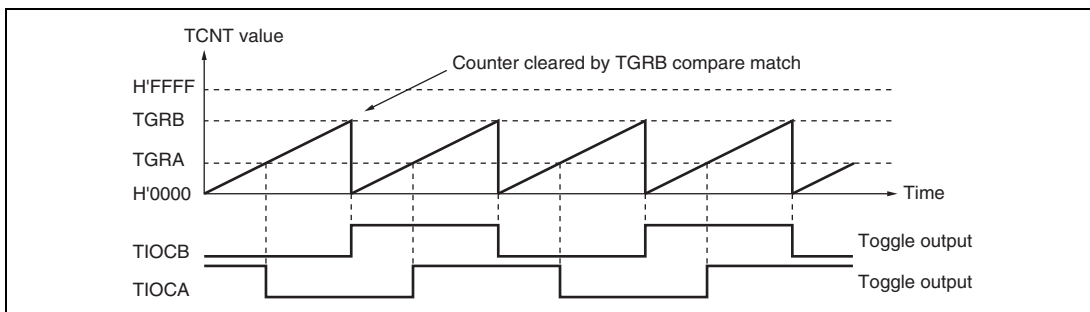 TCNT value
Counter cleared by TGRB compare match
H'FFFF
TGRB
TGRA
H'0000
Time
TIOCB
Toggle output
TIOCA
Toggle output